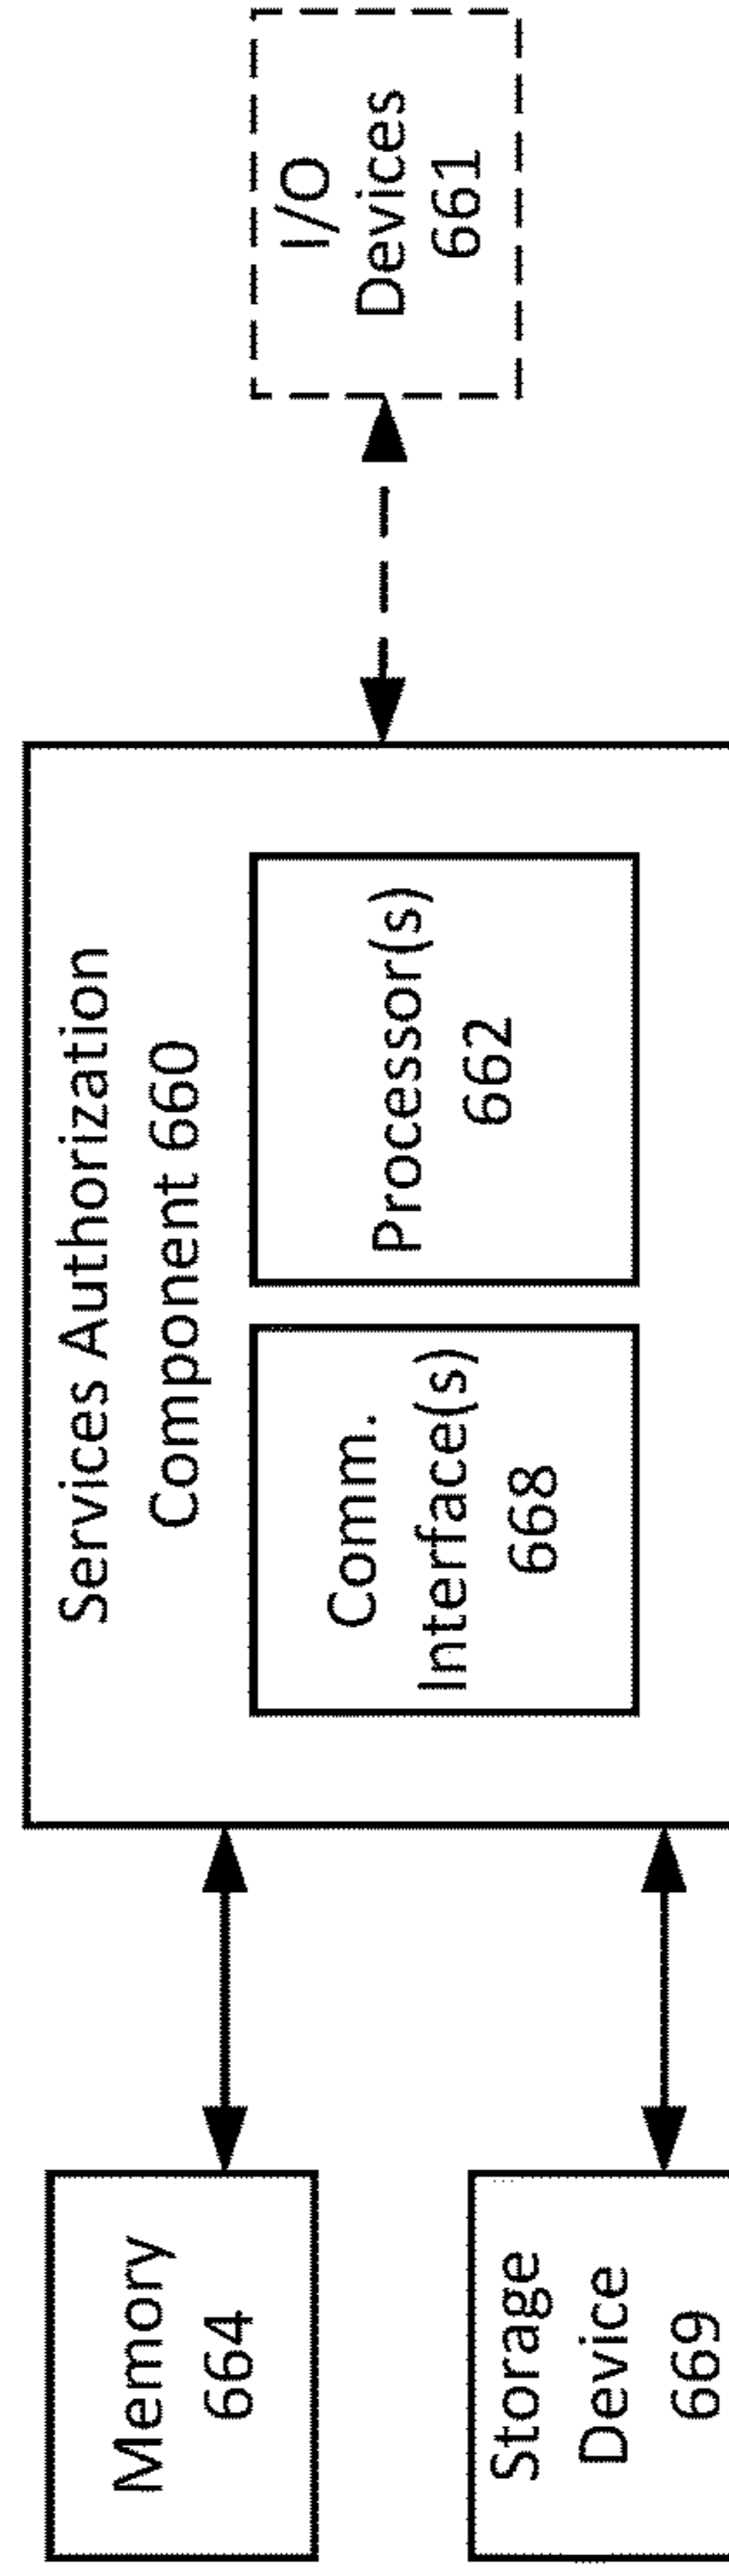 Memory
664
Storage
Device
669
Services Authorization
Component 660
Comm.
Interface(s)
668
Processor(s)
662
I/O
Devices
661